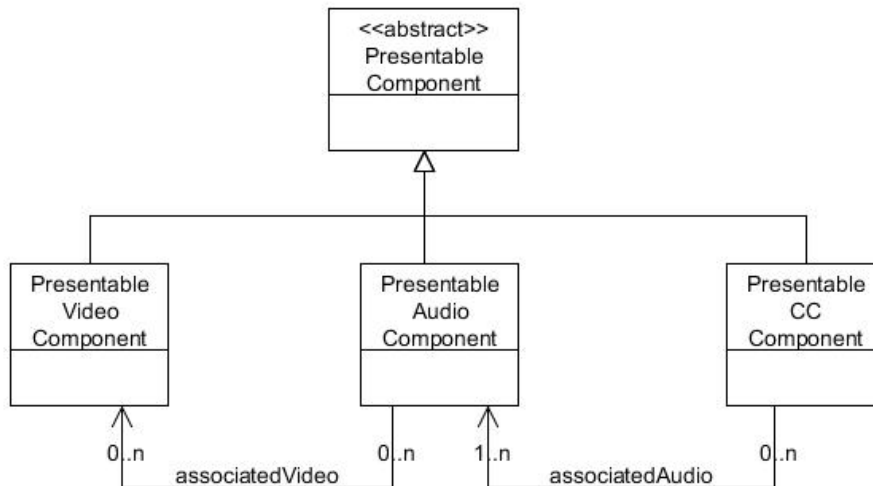 <<abstract>>
Presentable
Component
Presentable
Video
Component
Presentable
Audio
Component
Presentable
CC
Component
0..n
0..n
1..n
0..n
associatedVideo
associatedAudio